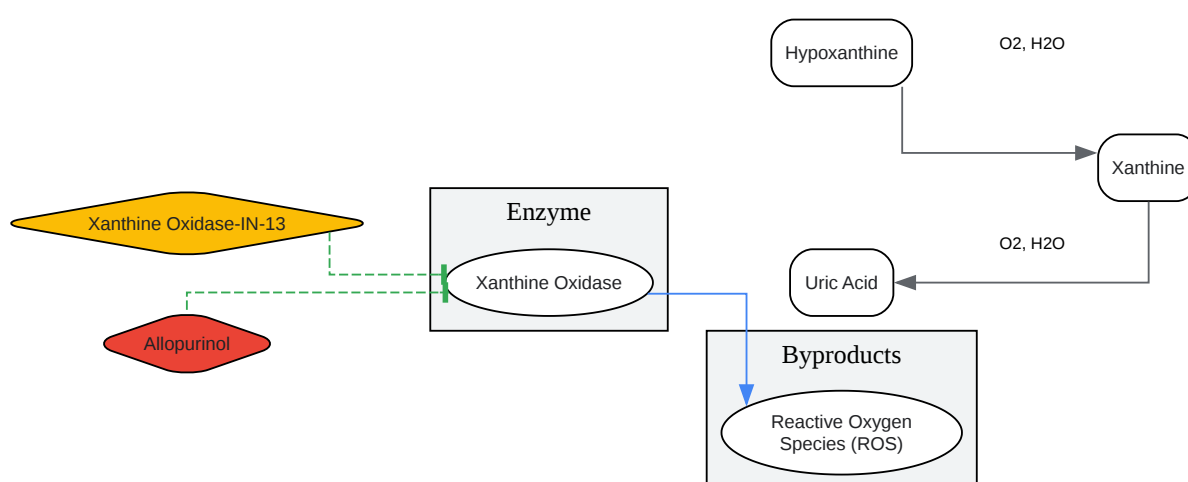 Hypoxanthine
O2, H2O
Xanthine
Xanthine Oxidase-IN-13
Enzyme
Xanthine Oxidase
O2, H2O
Uric Acid
Allopurinol
Byproducts
Reactive Oxygen
Species (ROS)